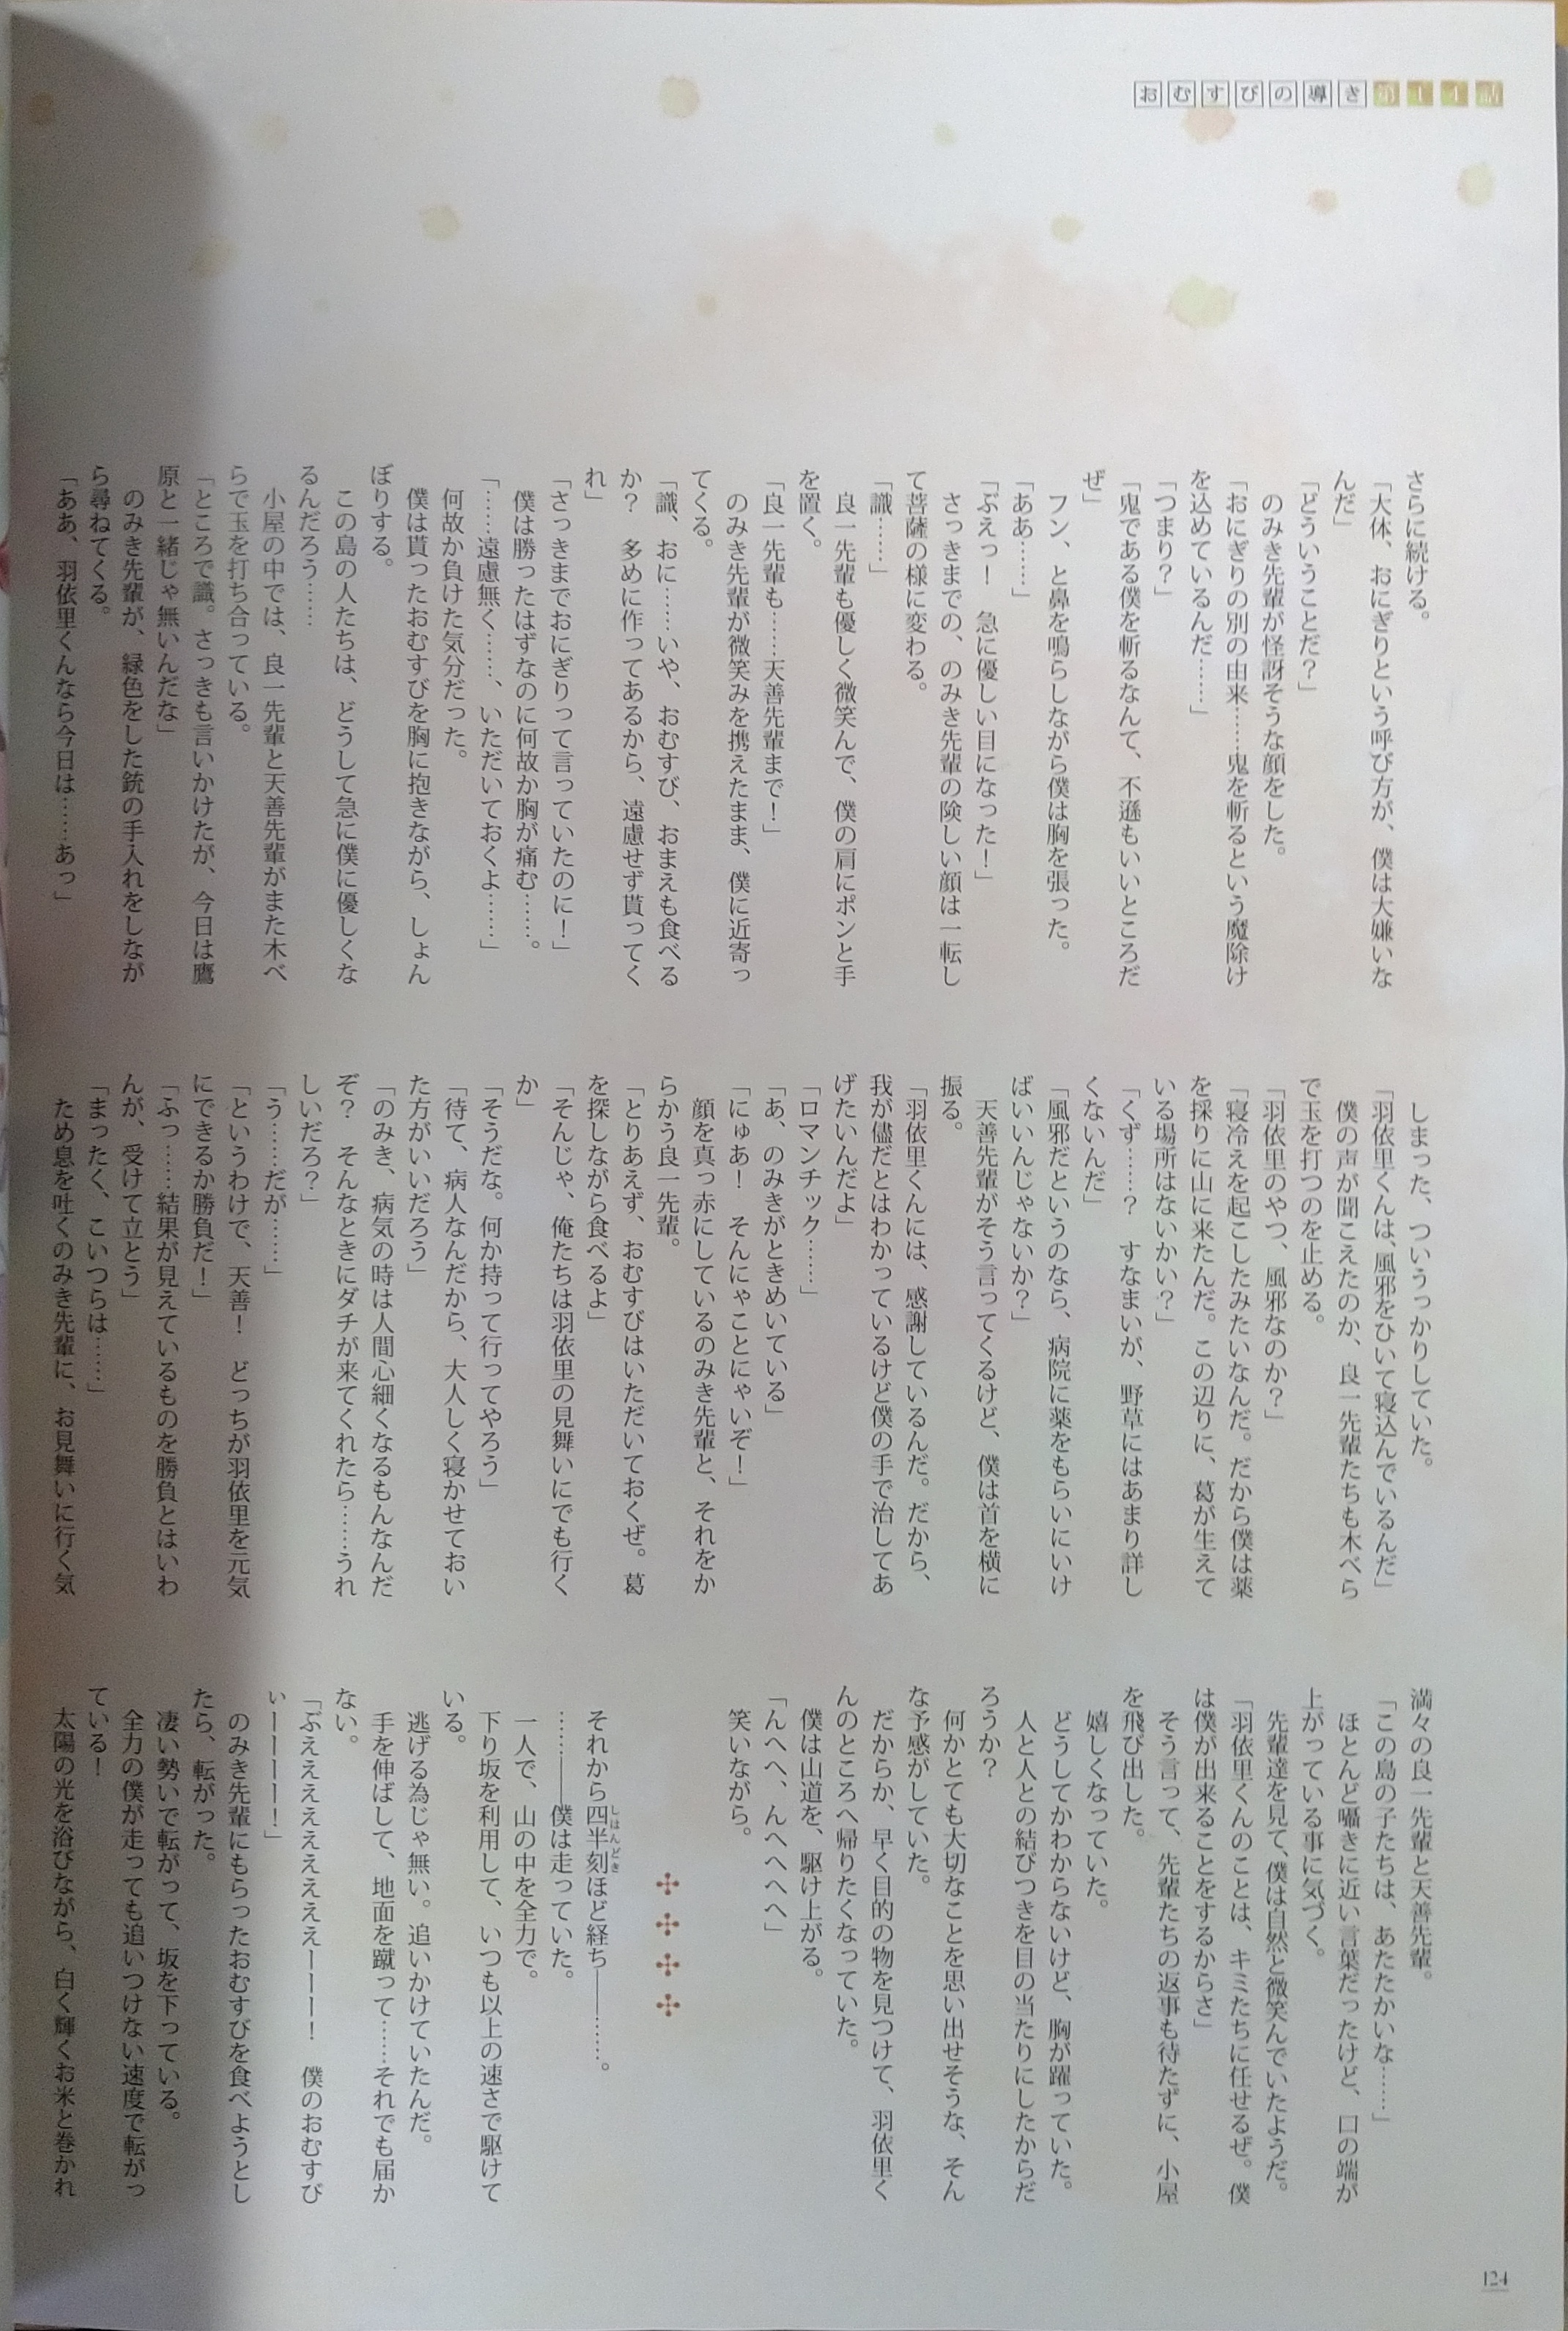 おむすびの導き 第14話
さらに続ける。
「大体、おにぎりという呼び方が、僕は大嫌いな
んだ」
「どういうことだ？」
のみき先輩が怪訝そうな顔をした。
「おにぎりの別の由来……鬼を斬るという魔除け
を込めているんだ……」
「つまり？」
「鬼である僕を斬るなんて、不遜もいいところだ
ぜ」
フン、と鼻を鳴らしながら僕は胸を張った。
「ああ……」
「ぶえっ！　急に優しい目になった！」
さっきまでの、のみき先輩の険しい顔は一転し
て菩薩の様に変わる。
「識……」
良一先輩も優しく微笑んで、僕の肩にポンと手
を置く。
「良一先輩も……天善先輩まで！」
のみき先輩が微笑みを携えたまま、僕に近寄っ
てくる。
「識、おに……いや、おむすび、おまえも食べる
か？　多めに作ってあるから、遠慮せず貰ってく
れ」
「さっきまでおにぎりって言っていたのに！」
僕は勝ったはずなのに何故か胸が痛む……。
「……遠慮無く……、いただいておくよ……」
何故か負けた気分だった。
僕は貰ったおむすびを胸に抱きながら、しょん
ぼりする。
この島の人たちは、どうして急に僕に優しくな
るんだろう……
小屋の中では、良一先輩と天善先輩がまた木べ
らで玉を打ち合っている。
「ところで識。さっきも言いかけたが、今日は鷹
原と一緒じゃ無いんだな」
のみき先輩が、緑色をした銃の手入れをしなが
ら尋ねてくる。
「ああ、羽依里くんなら今日は……あっ」
しまった、ついうっかりしていた。
「羽依里くんは、風邪をひいて寝込んでいるんだ」
僕の声が聞こえたのか、良一先輩たちも木べら
で玉を打つのを止める。
「羽依里のやつ、風邪なのか？」
「寝冷えを起こしたみたいなんだ。だから僕は薬
を採りに山に来たんだ。この辺りに、葛が生えて
いる場所はないかい？」
「くず……？　すなまいが、野草にはあまり詳し
くないんだ」
「風邪だというのなら、病院に薬をもらいにいけ
ばいいんじゃないか？」
天善先輩がそう言ってくるけど、僕は首を横に
振る。
「羽依里くんには、感謝しているんだ。だから、
我が儘だとはわかっているけど僕の手で治してあ
げたいんだよ」
「ロマンチック……」
「あ、のみきがときめいている」
「にゅあ！　そんにゃことにゃいぞ！」
顔を真っ赤にしているのみき先輩と、それをか
らかう良一先輩。
「とりあえず、おむすびはいただいておくぜ。葛
を探しながら食べるよ」
「そんじゃ、俺たちは羽依里の見舞いにでも行く
か」
「そうだな。何か持って行ってやろう」
「待て、病人なんだから、大人しく寝かせておい
た方がいいだろう」
「のみき、病気の時は人間心細くなるもんなんだ
ぞ？　そんなときにダチが来てくれたら……うれ
しいだろ？」
「う……だが……」
「というわけで、天善！　どっちが羽依里を元気
にできるか勝負だ！」
「ふっ……結果が見えているものを勝負とはいわ
んが、受けて立とう」
「まったく、こいつらは……」
ため息を吐くのみき先輩に、お見舞いに行く気
満々の良一先輩と天善先輩。
「この島の子たちは、あたたかいな……」
ほとんど囁きに近い言葉だったけど、口の端が
上がっている事に気づく。
先輩達を見て、僕は自然と微笑んでいたようだ。
「羽依里くんのことは、キミたちに任せるぜ。僕
は僕が出来ることをするからさ」
そう言って、先輩たちの返事も待たずに、小屋
を飛び出した。
嬉しくなっていた。
どうしてかわからないけど、胸が躍っていた。
人と人との結びつきを目の当たりにしたからだ
ろうか？
何かとても大切なことを思い出せそうな、そん
な予感がしていた。
だからか、早く目的の物を見つけて、羽依里く
んのところへ帰りたくなっていた。
僕は山道を、駆け上がる。
「んへへ、んへへへへ」
笑いながら。
それから四半刻ほど経ち――……。
しはんどき
………――僕は走っていた。
一人で、山の中を全力で。
下り坂を利用して、いつも以上の速さで駆けて
いる。
逃げる為じゃ無い。追いかけていたんだ。
手を伸ばして、地面を蹴って……それでも届か
ない。
「ぶえええええええええーーー！　僕のおむすび
ぃーーーー！」
のみき先輩にもらったおむすびを食べようとし
たら、転がった。
凄い勢いで転がって、坂を下っている。
全力の僕が走っても追いつけない速度で転がっ
ている！
太陽の光を浴びながら、白く輝くお米と巻かれ
124